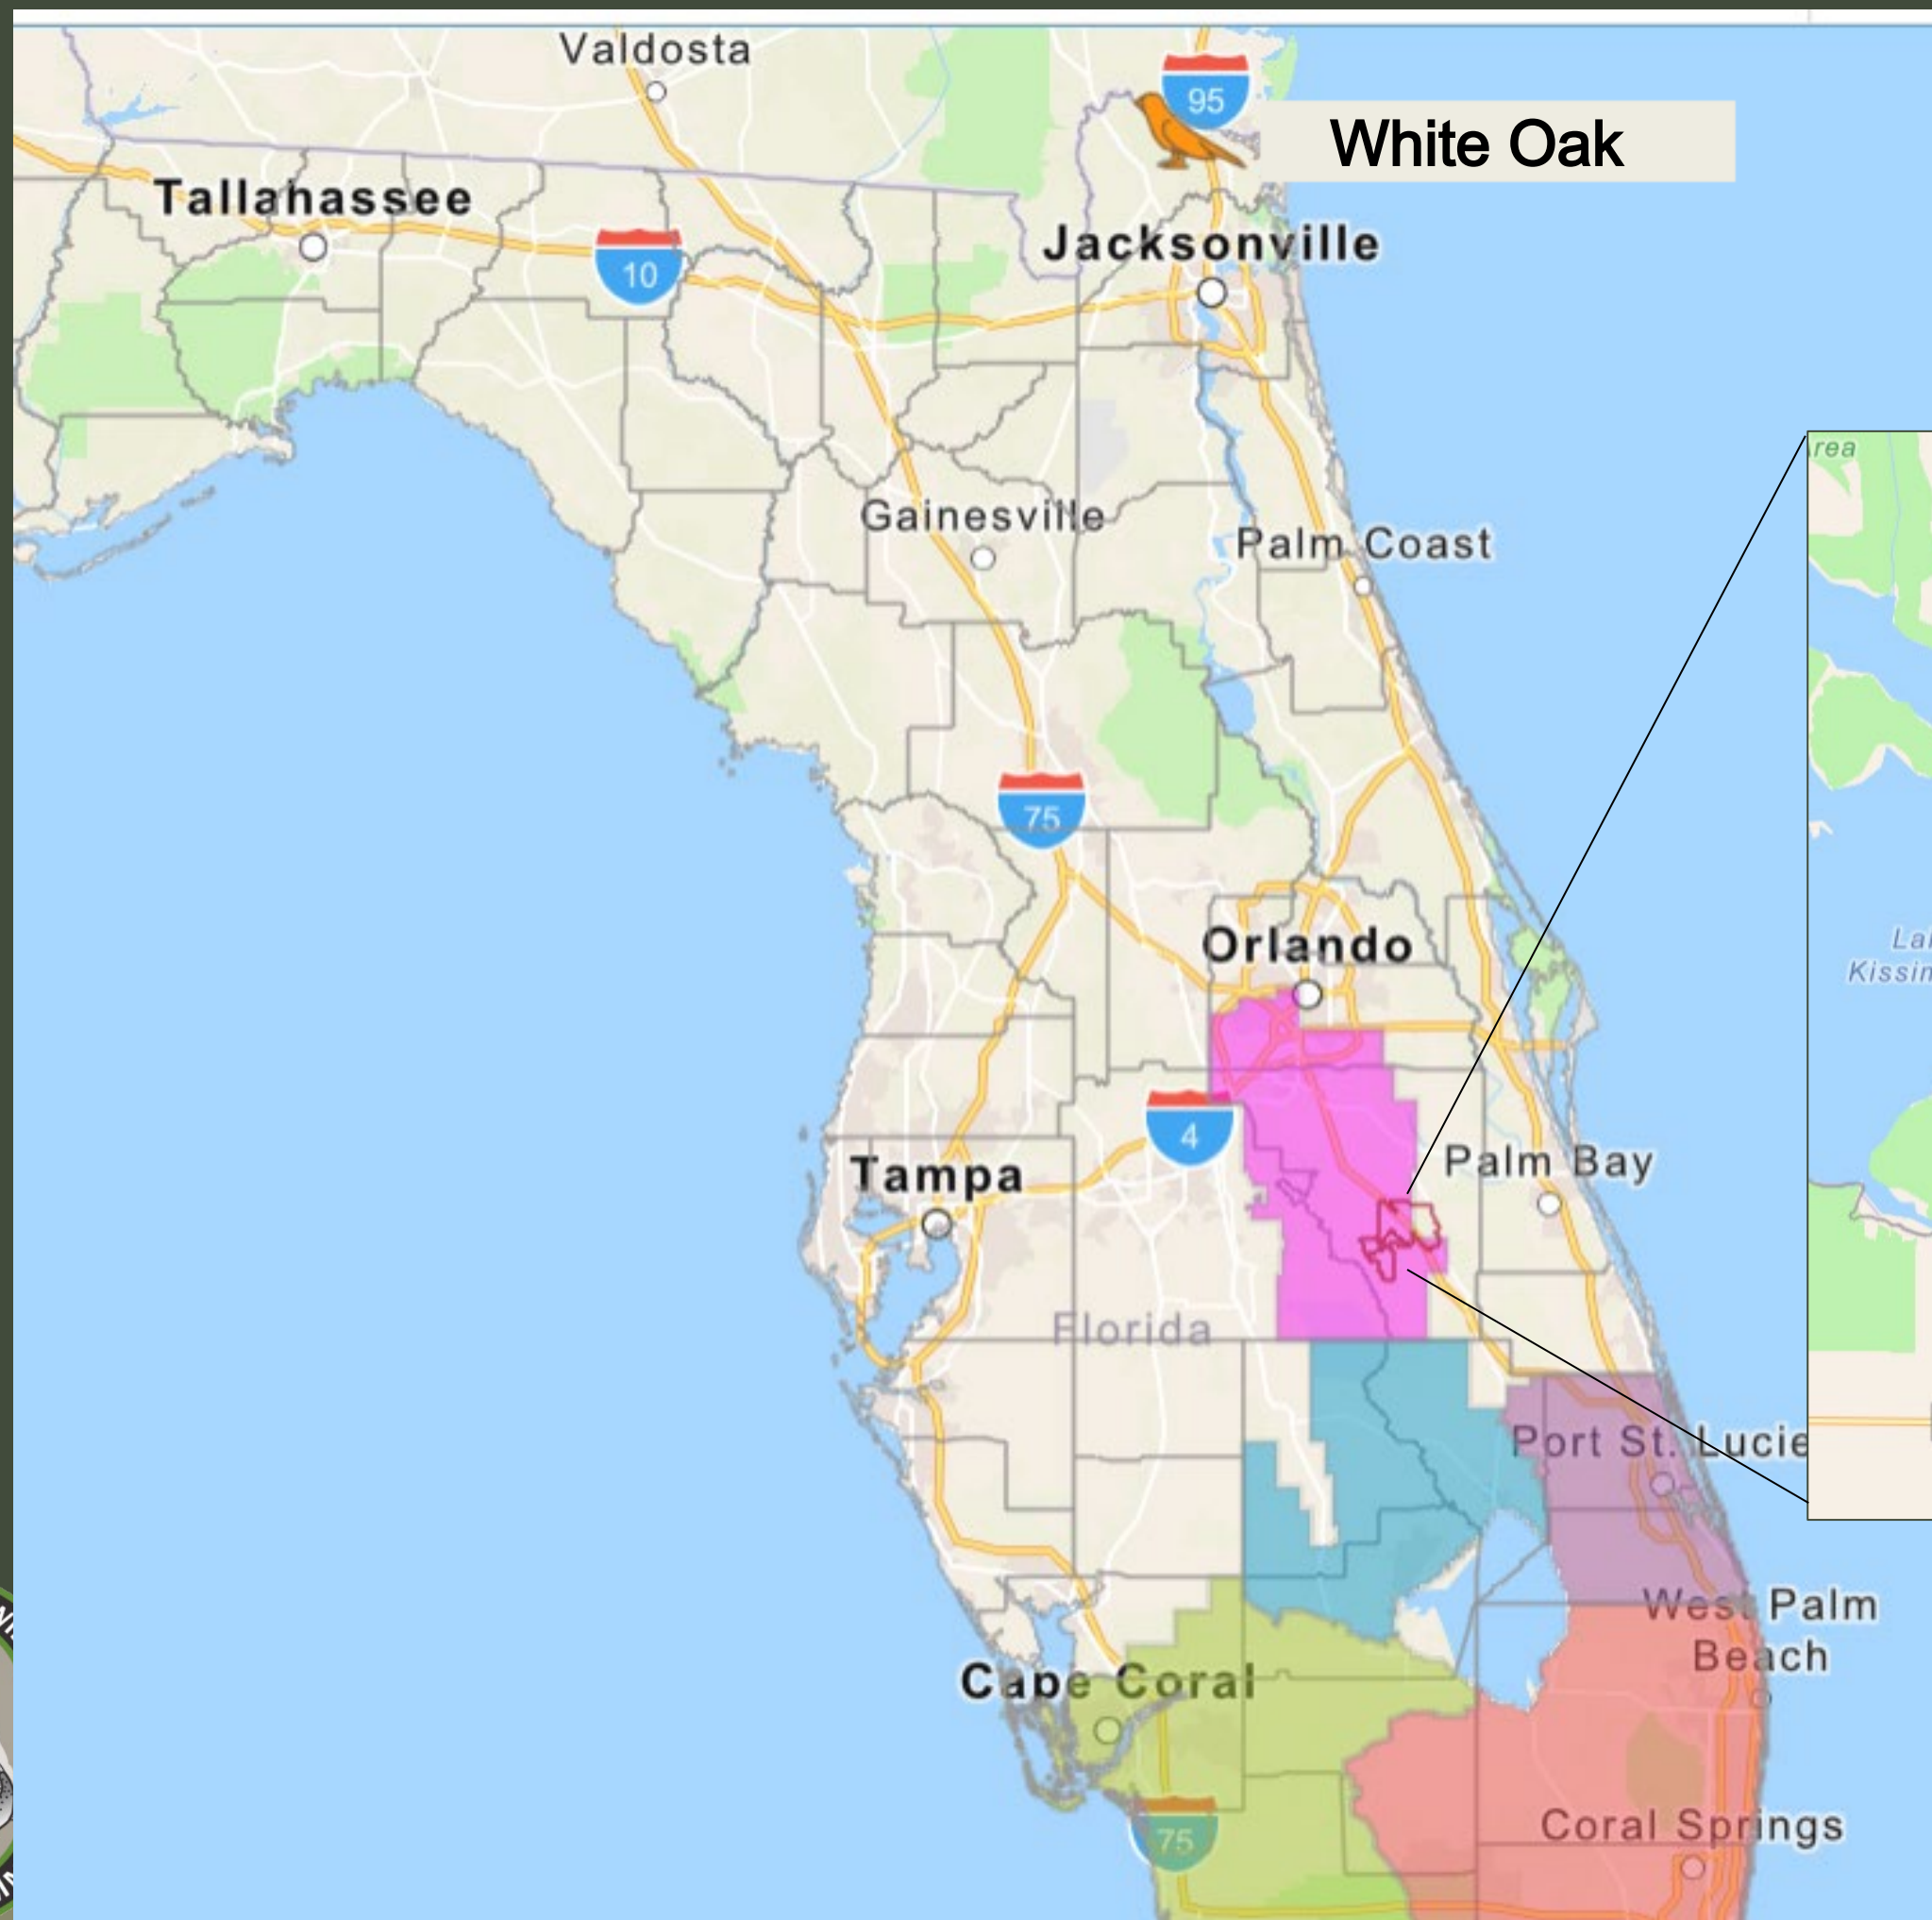 Valdosta
95
White Oak
Tallahassee
10
Jacksonville
rea
Gainesville
Palm Coast
75
Orlando
4
Palm Bay
Tampa
Florida
Port St. Lucie
West Palm
Beach
Cape Coral
Coral Springs
75